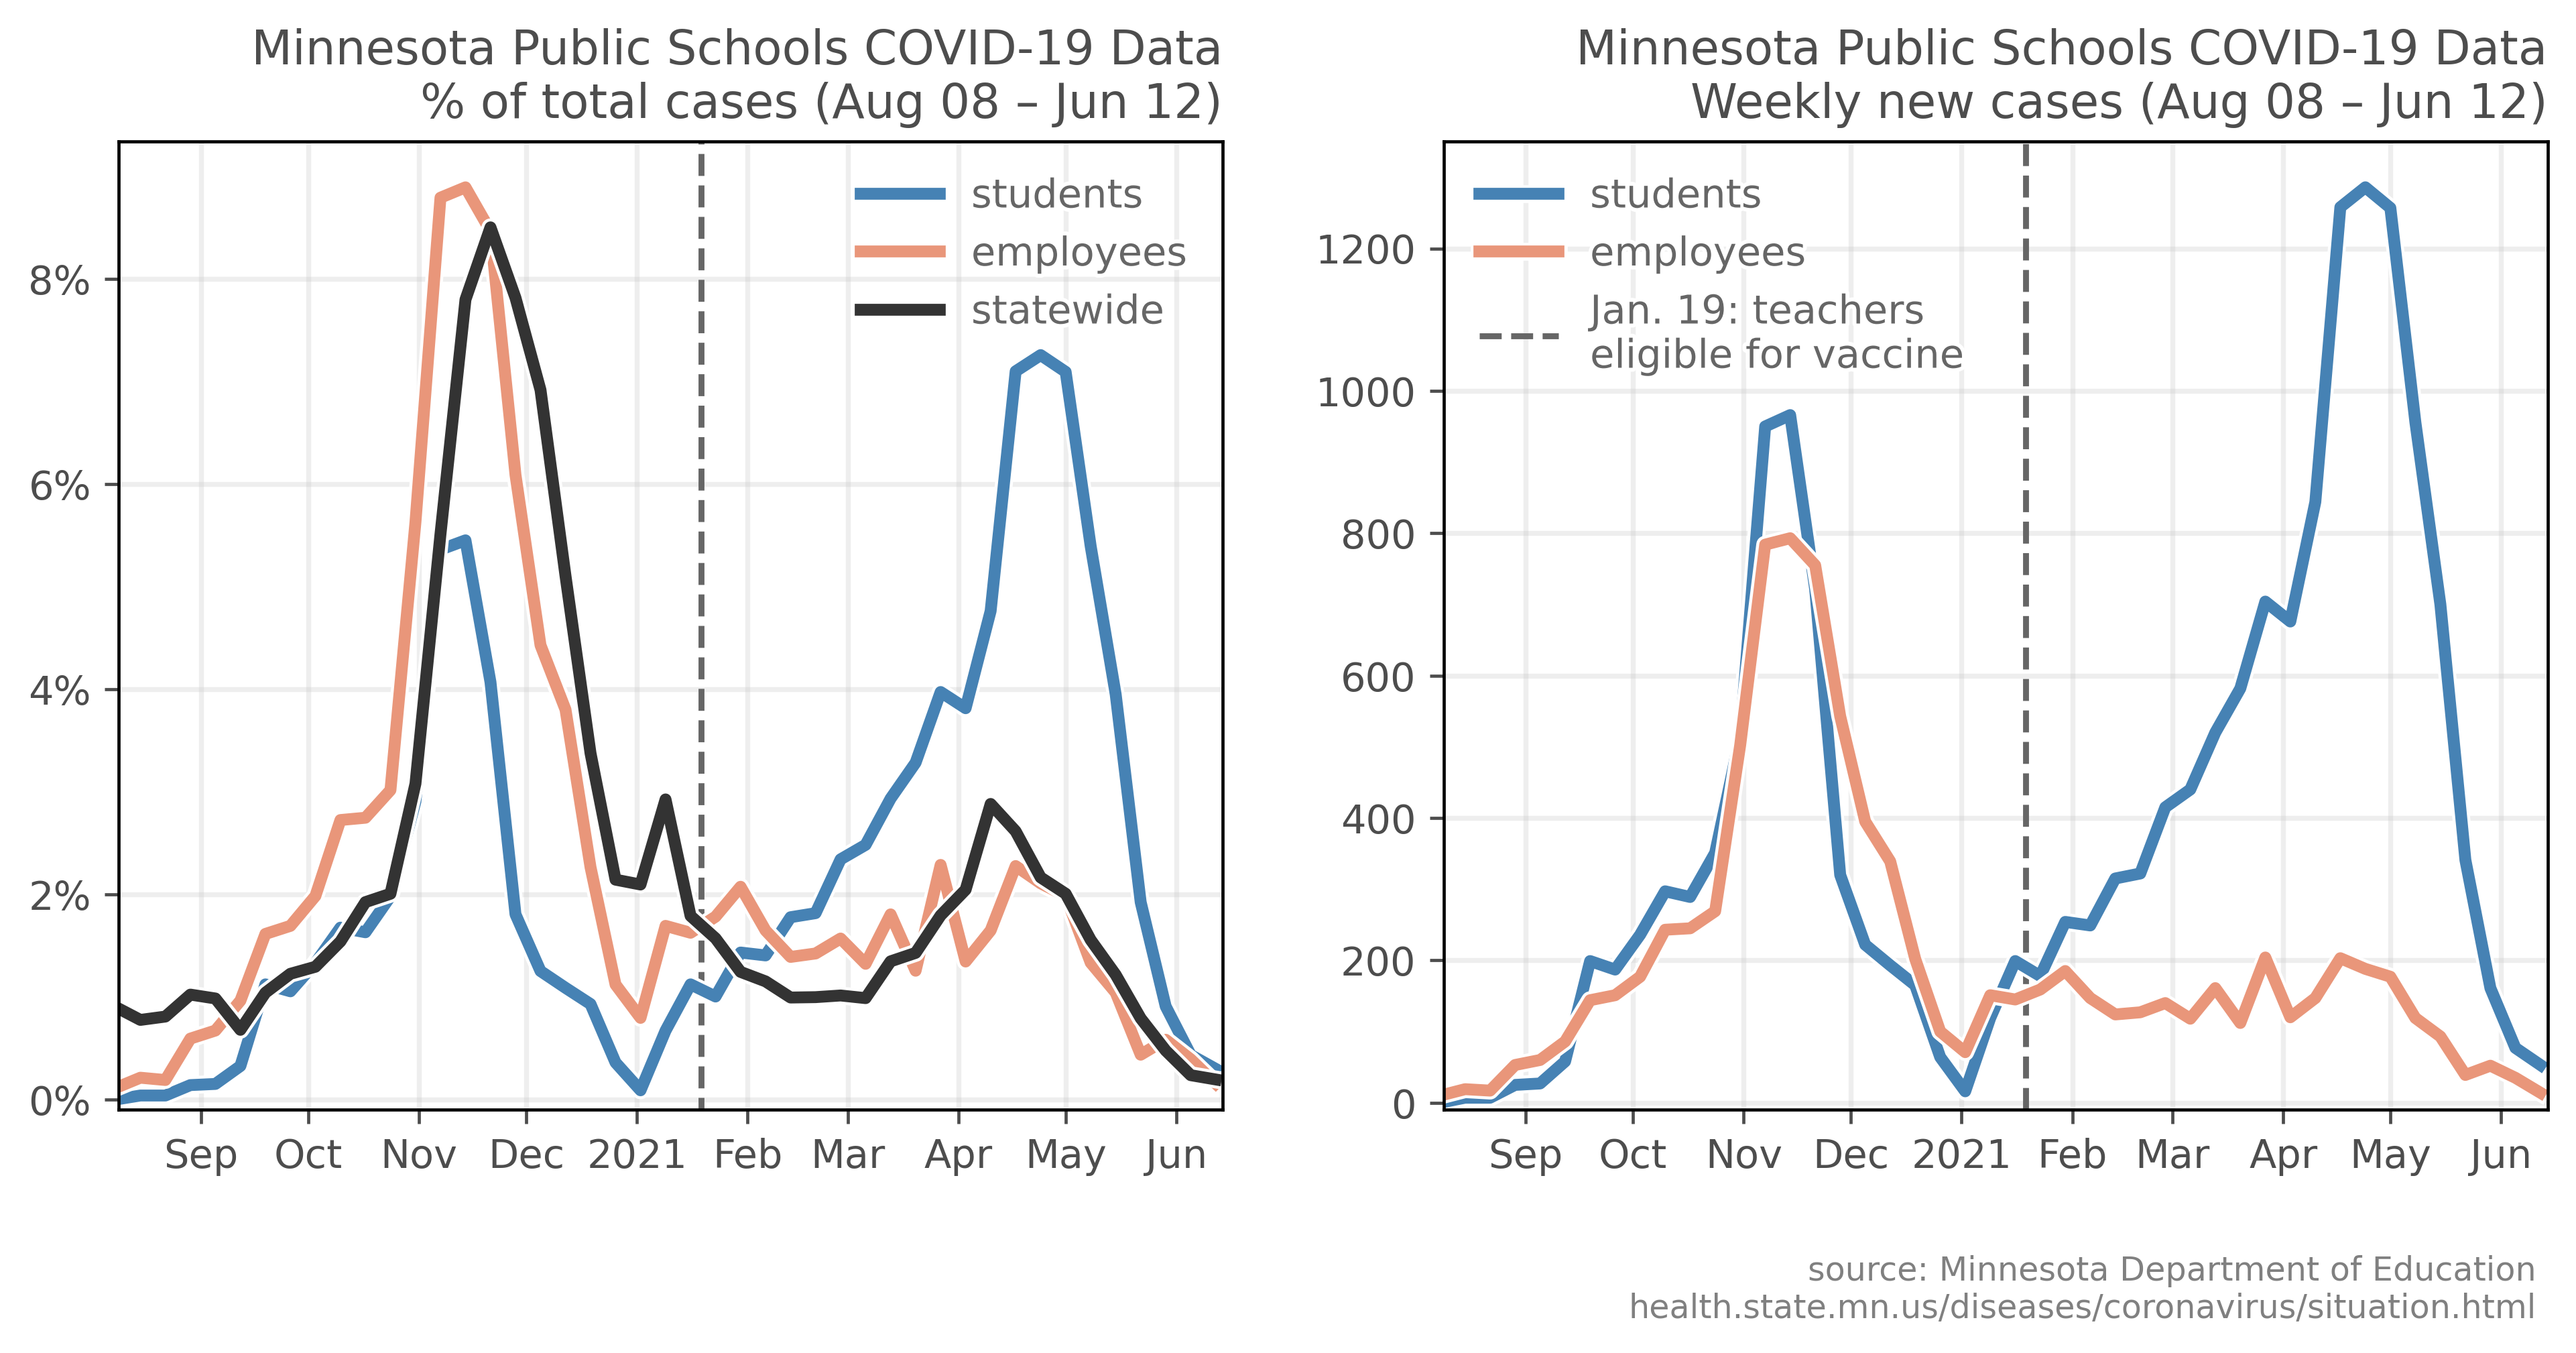 Minnesota Public Schools COVID-19 Data
% of total cases (Aug 08 – Jun 12)
students
employees
statewide
8%
6%
4%
2%
0%
Sep Oct Nov Dec 2021 Feb Mar Apr May Jun
Minnesota Public Schools COVID-19 Data
Weekly new cases (Aug 08 – Jun 12)
students
employees
Jan. 19: teachers
eligible for vaccine
1200
1000
800
600
400
200
0
Sep Oct Nov Dec 2021 Feb Mar Apr May Jun
source: Minnesota Department of Education
health.state.mn.us/diseases/coronavirus/situation.html